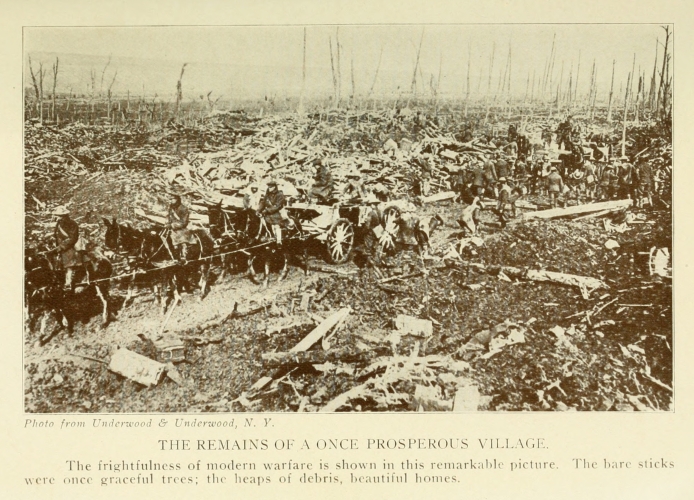 Photo from Underwood & Underwood, N. Y.
THE REMAINS OF A ONCE PROSPEROUS VILLAGE.
The frightfulness of modern warfare is shown in this remarkable picture. The bare sticks
were once graceful trees; the heaps of debris, beautiful homes.